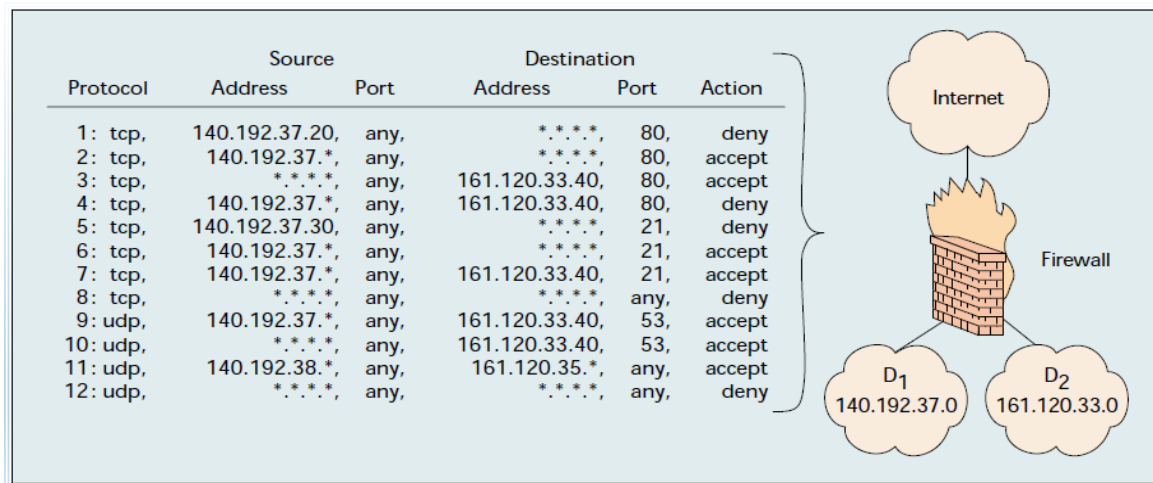 Source Destination
Protocol Address Port Address Port Action
1: tcp, 140.192.37.20, any, *.*.*.*, 80, deny
2: tcp, 140.192.37.*, any, *.*.*.*, 80, accept
3: tcp, *.*.*.*, any, 161.120.33.40, 80, accept
4: tcp, 140.192.37.*, any, 161.120.33.40, 80, deny
5: tcp, 140.192.37.30, any, *.*.*.*, 21, deny
6: tcp, 140.192.37.*, any, *.*.*.*, 21, accept
7: tcp, 140.192.37.*, any, 161.120.33.40, 21, accept
8: tcp, *.*.*.*, any, *.*.*.*, any, deny
9: udp, 140.192.37.*, any, 161.120.33.40, 53, accept
10: udp, *.*.*.*, any, 161.120.33.40, 53, accept
11: udp, 140.192.38.*, any, 161.120.35.*, any, accept
12: udp, *.*.*.*, any, *.*.*.*, any, deny
Internet
Firewall
D1
140.192.37.0
D2
161.120.33.0